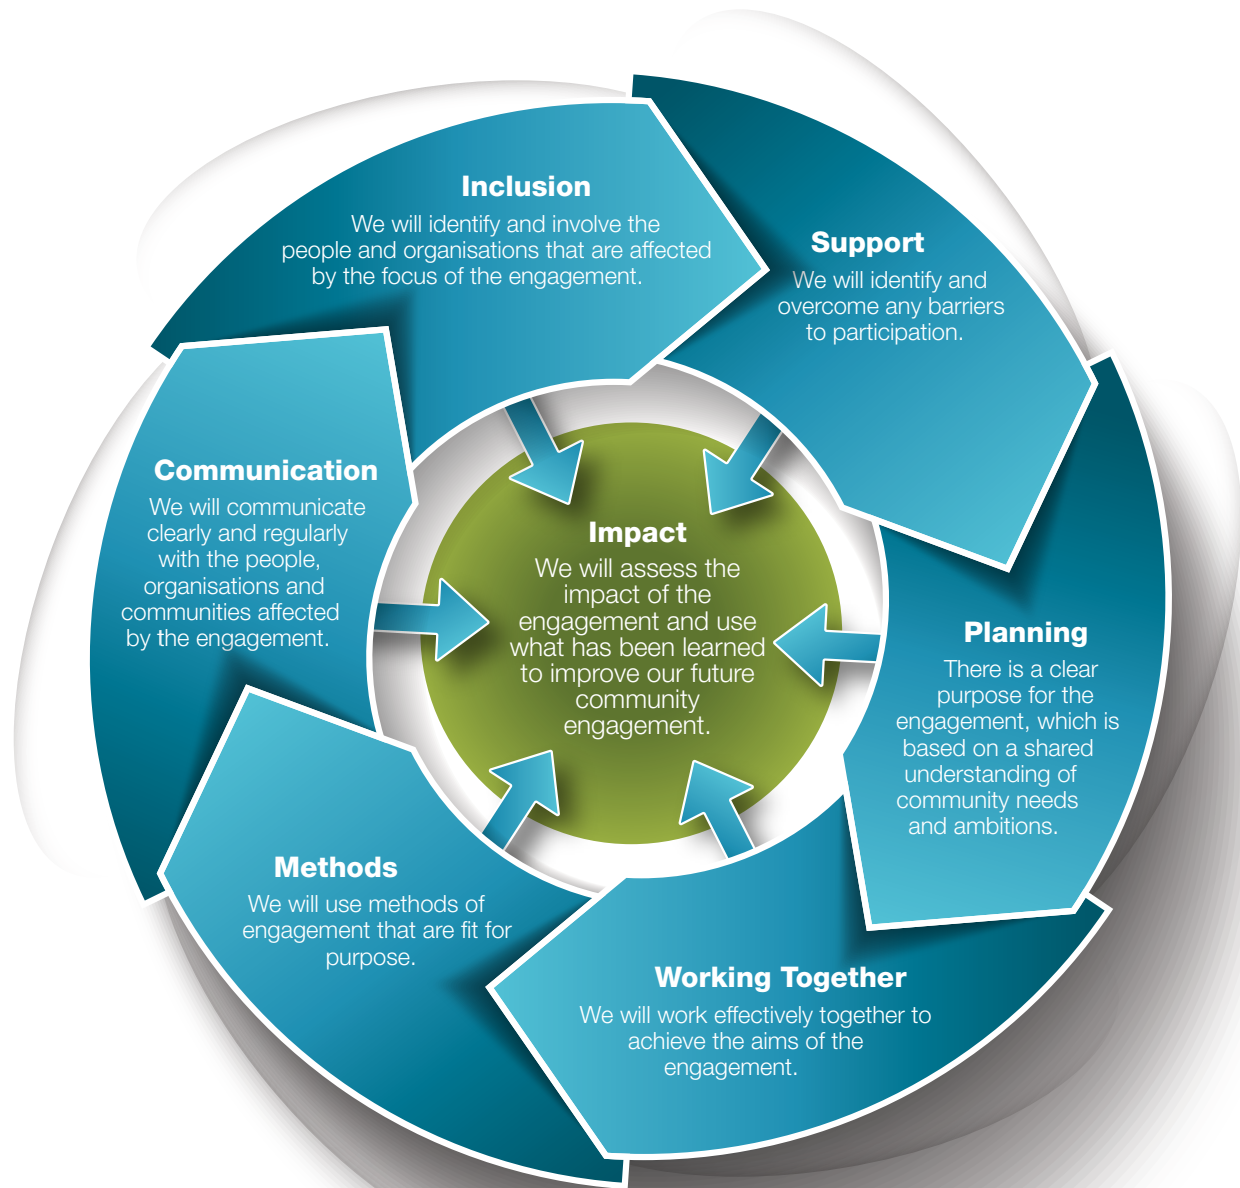 Inclusion
We will identify and involve the
people and organisations that are affected
by the focus of the engagement.
Support
We will identify and
overcome any barriers
to participation.
Planning
There is a clear
purpose for the
engagement, which is
based on a shared
understanding of
community needs
and ambitions.
Working Together
We will work effectively together to
achieve the aims of the
engagement.
Methods
We will use methods of
engagement that are fit for
purpose.
Communication
We will communicate
clearly and regularly
with the people,
organisations and
communities affected
by the engagement.
Impact
We will assess the
impact of the
engagement and use
what has been learned
to improve our future
community
engagement.